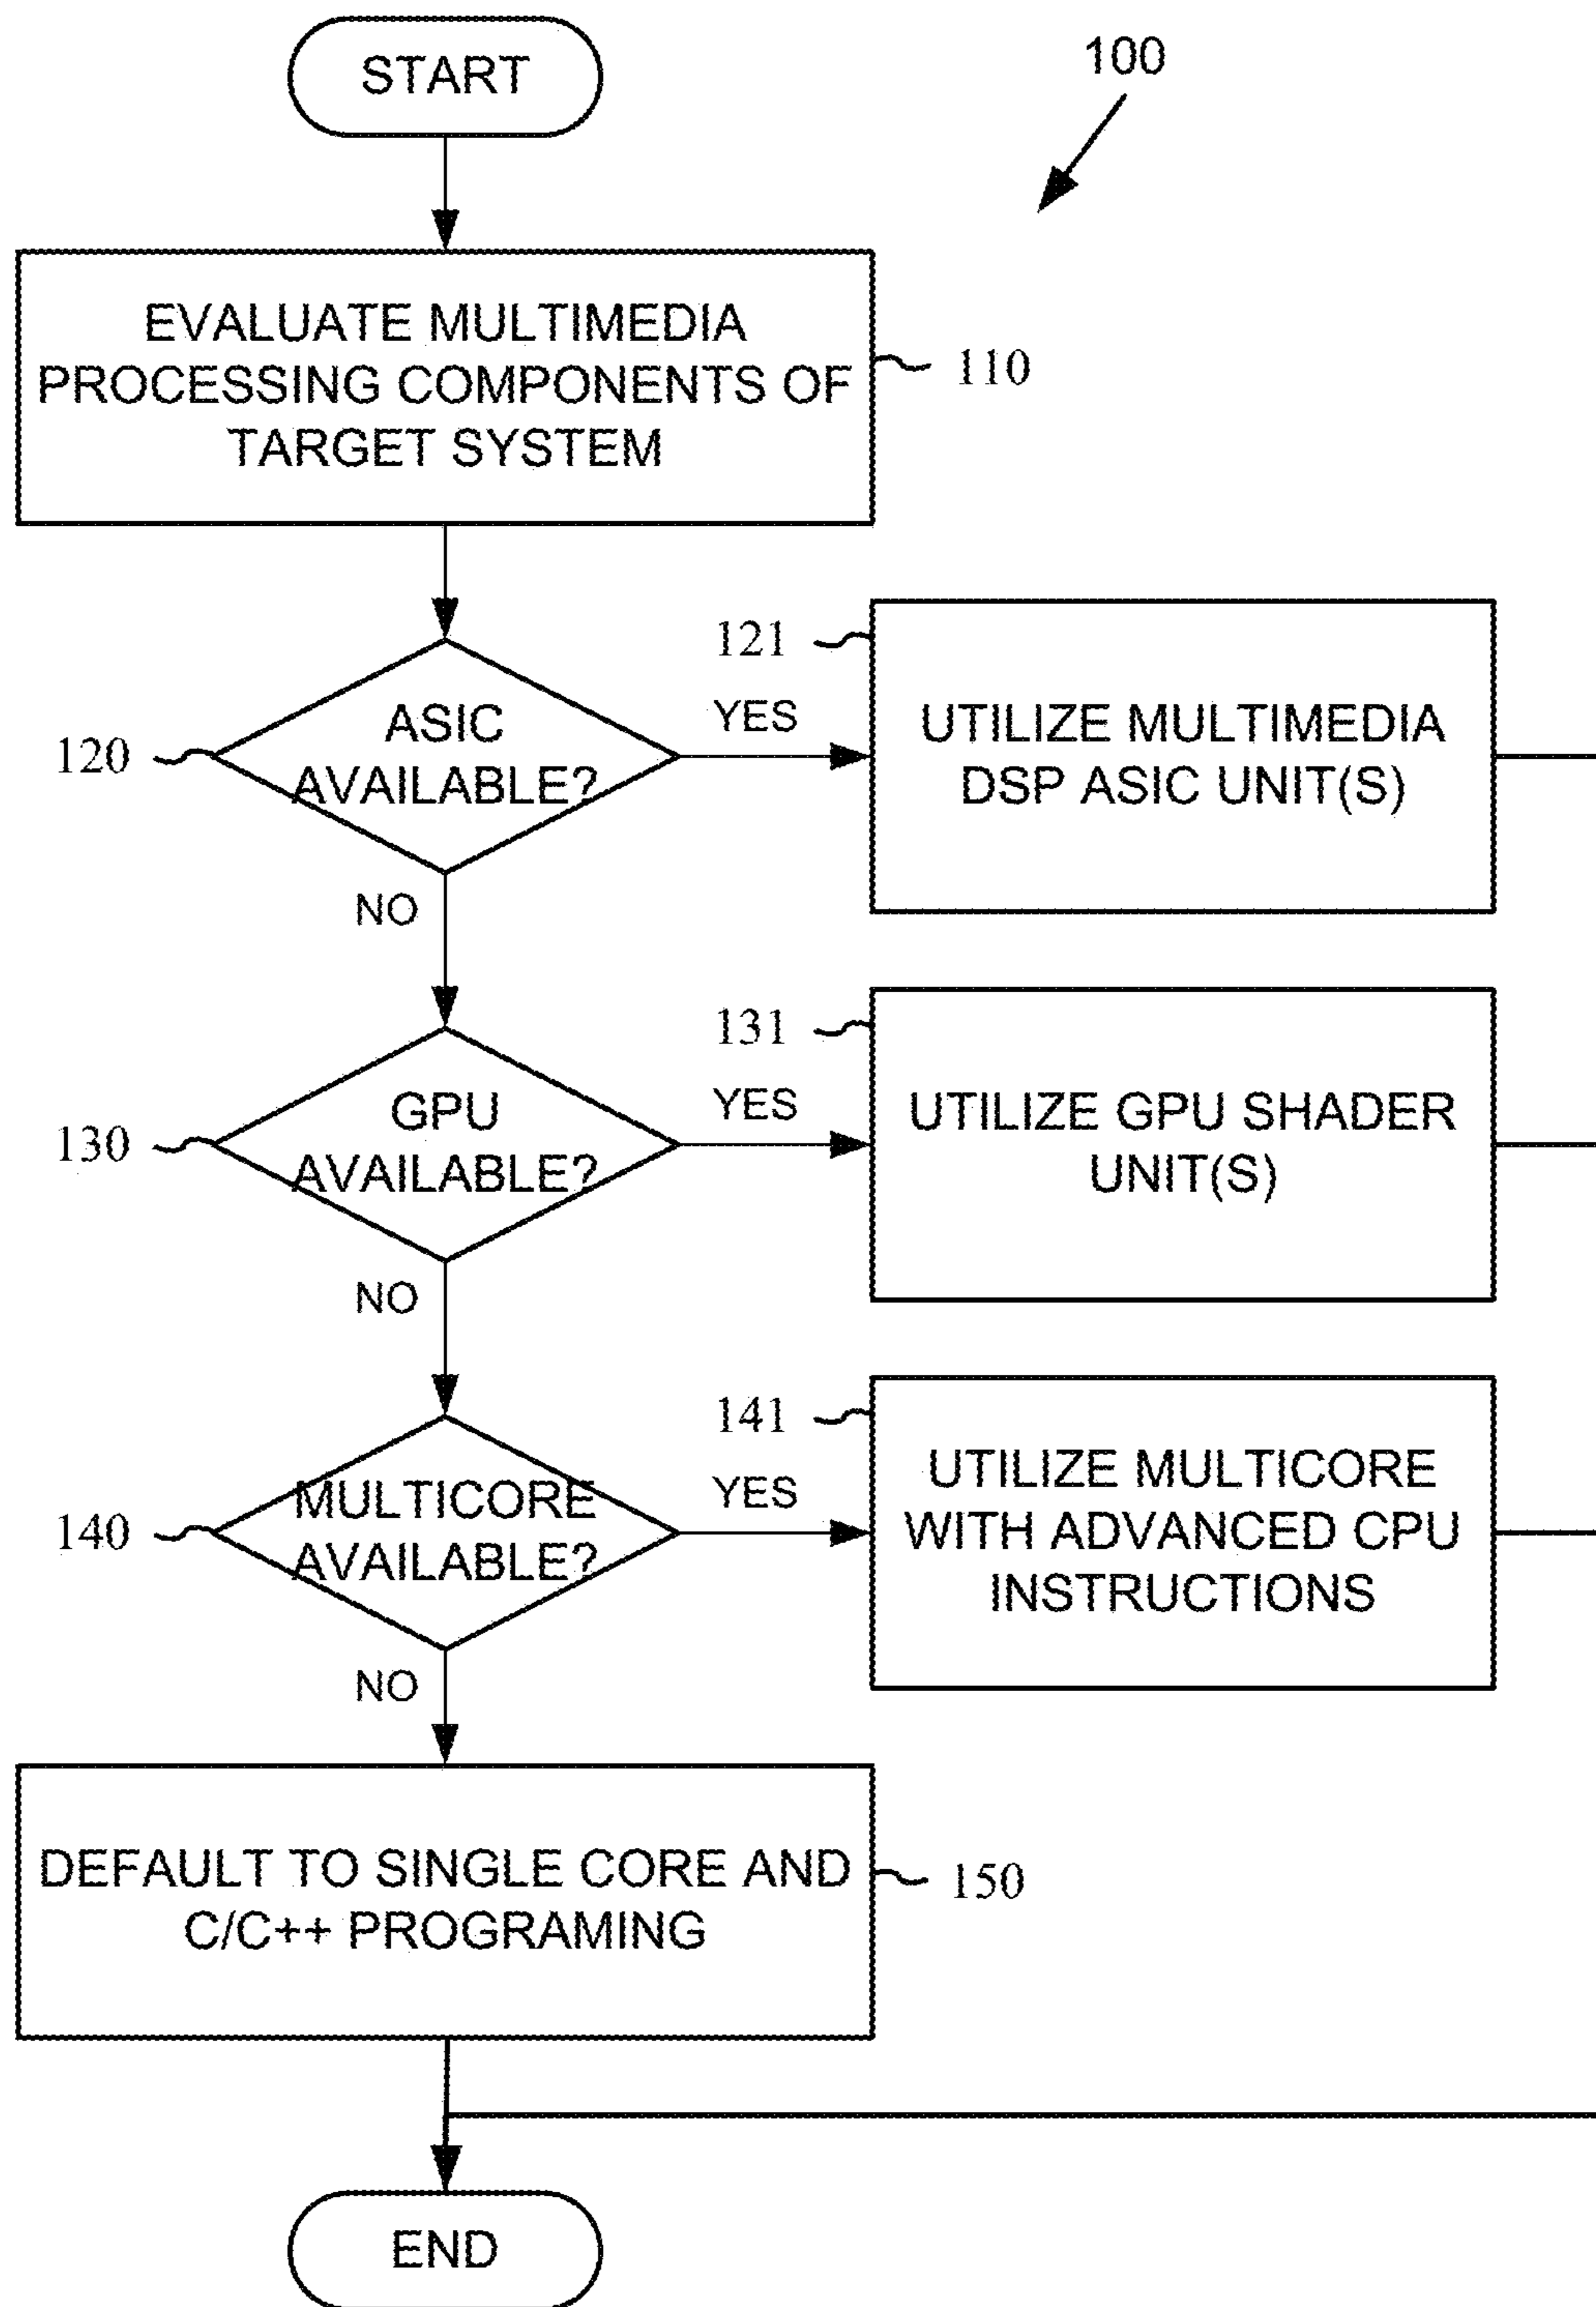 START
100
EVALUATE MULTIMEDIA
PROCESSING COMPONENTS OF
TARGET SYSTEM
110
ASIC
AVAILABLE?
120
YES
121
UTILIZE MULTIMEDIA
DSP ASIC UNIT(S)
NO
GPU
AVAILABLE?
130
YES
131
UTILIZE GPU SHADER
UNIT(S)
NO
MULTICORE
AVAILABLE?
140
YES
141
UTILIZE MULTICORE
WITH ADVANCED CPU
INSTRUCTIONS
NO
DEFAULT TO SINGLE CORE AND
C/C++ PROGRAMING
150
END